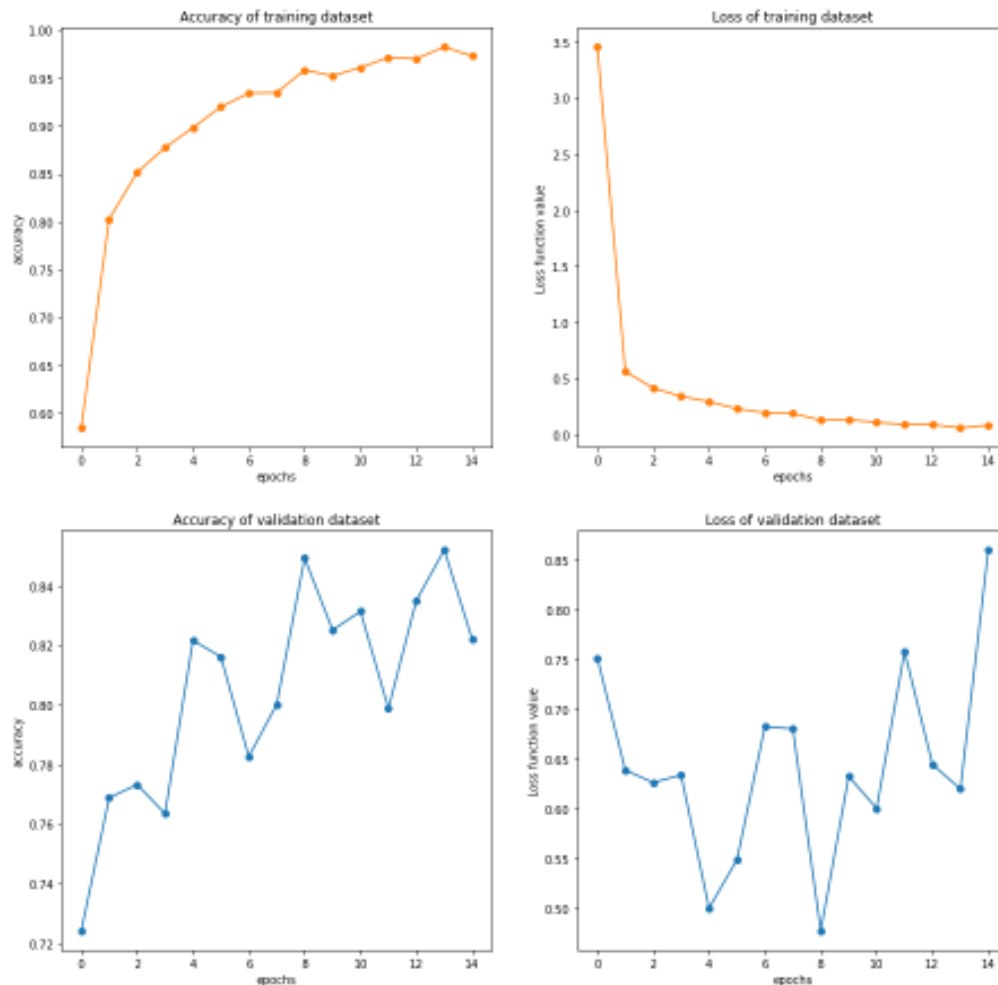 Accuracy of training dataset
1.00
0.95
0.90
0.85
0.80
0.75
0.70
0.65
0.60
accuracy
0 2 4 6 8 10 12 14
epochs
Loss of training dataset
3.5
3.0
2.5
2.0
1.5
1.0
0.5
0.0
Loss function value
0 2 4 6 8 10 12 14
epochs
Accuracy of validation dataset
0.84
0.82
0.80
0.78
0.76
0.74
0.72
accuracy
0 2 4 6 8 10 12 14
epochs
Loss of validation dataset
0.85
0.80
0.75
0.70
0.65
0.60
0.55
0.50
Loss function value
0 2 4 6 8 10 12 14
epochs